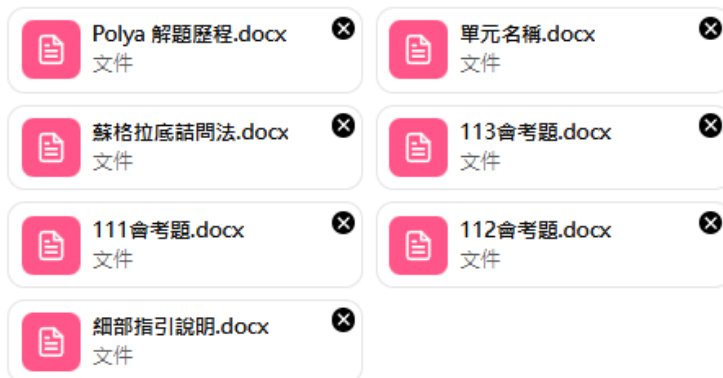 Polya 解題歷程.docx
文件
單元名稱.docx
文件
蘇格拉底詰問法.docx
文件
113會考題.docx
文件
111會考題.docx
文件
112會考題.docx
文件
細部指引說明.docx
文件